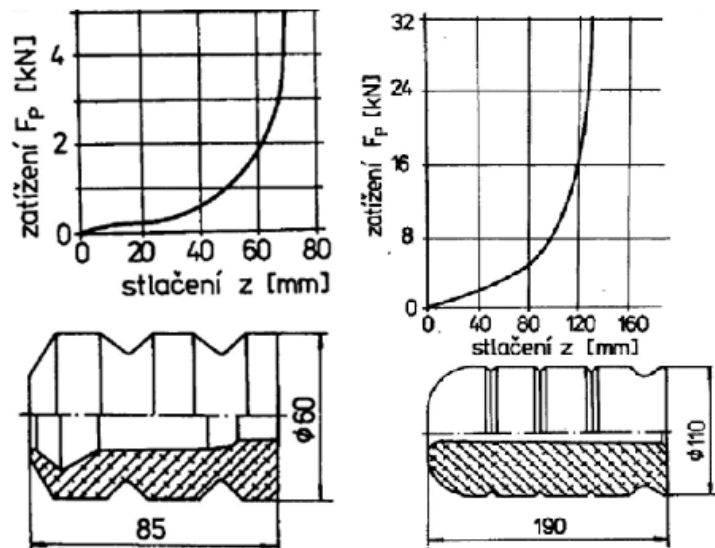 zatížení Fp [kN]
4
2
0
0 20 40 60 80
stlačení z [mm]
zatížení Fp [kN]
32
24
16
8
0
0 40 80 120 160
stlačení z [mm]
ϕ60
85
ϕ110
190